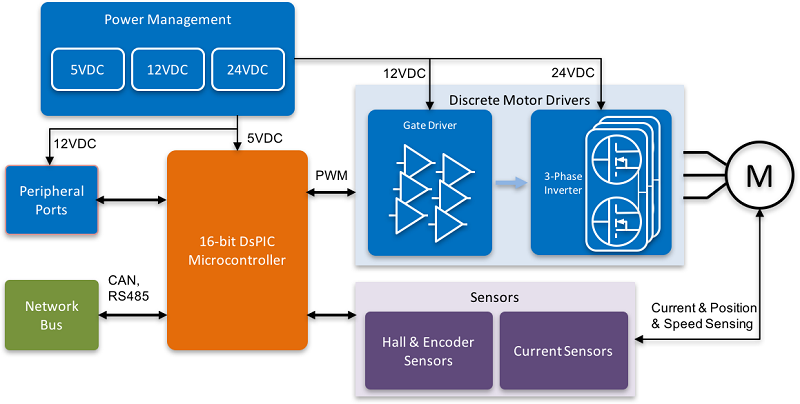 Power Management
5VDC
12VDC
24VDC
12VDC
24VDC
Discrete Motor Drivers
Gate Driver
3-Phase
Inverter
M
12VDC
5VDC
PWM
Peripheral
Ports
16-bit DsPIC
Microcontroller
CAN,
RS485
Network
Bus
Sensors
Hall & Encoder
Sensors
Current Sensors
Current & Position
& Speed Sensing